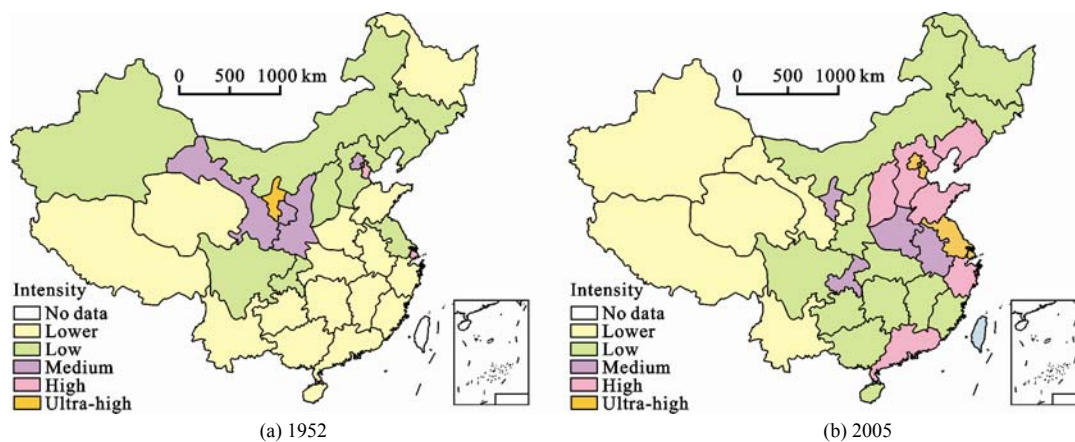 0 500 1000 km
Intensity
No data
Lower
Low
Medium
High
Ultra-high
(a) 1952
0 500 1000 km
Intensity
No data
Lower
Low
Medium
High
Ultra-high
(b) 2005